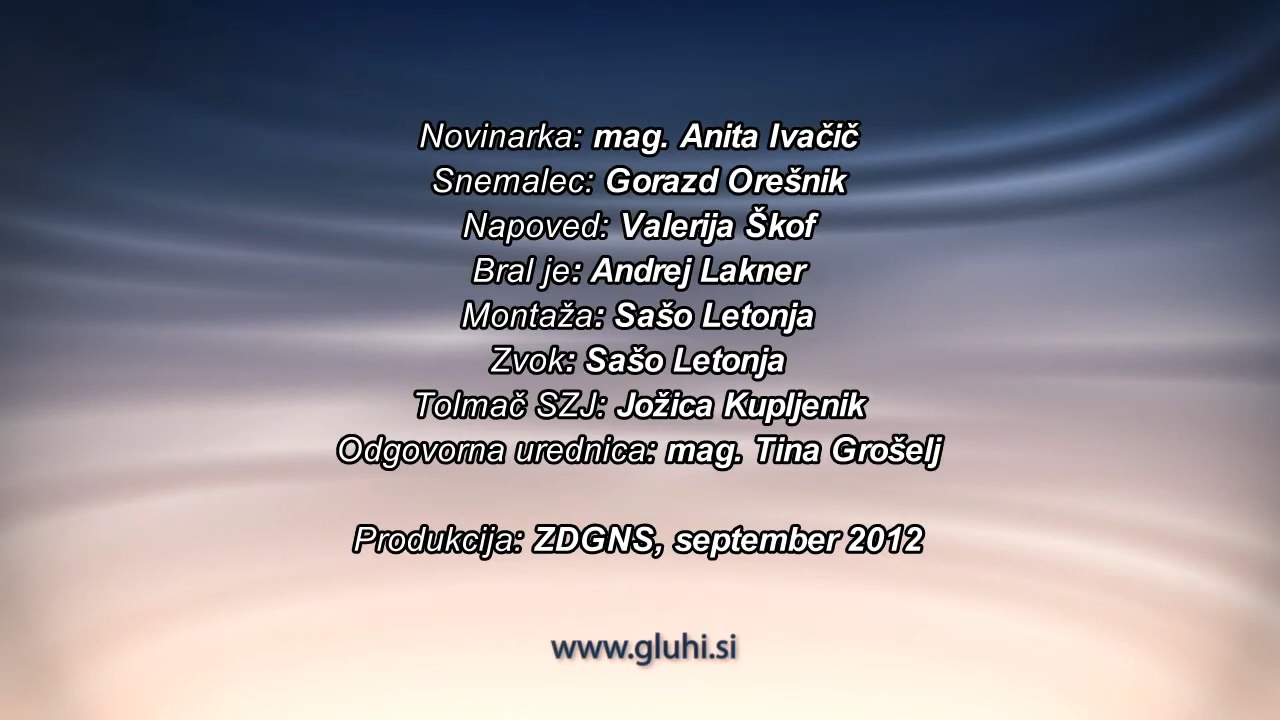 Novinarka: mag. Anita Ivačič
Snemalec: Gorazd Orešnik
Napoved: Valerija Škof
Bral je: Andrej Lakner
Montaža: Sašo Letonja
Zvok: Sašo Letonja
Tolmač SZJ: Jožica Kupljenik
Odgovorna urednica: mag. Tina Grošelj
Produkcija: ZDGNS, september 2012
www.gluhi.si